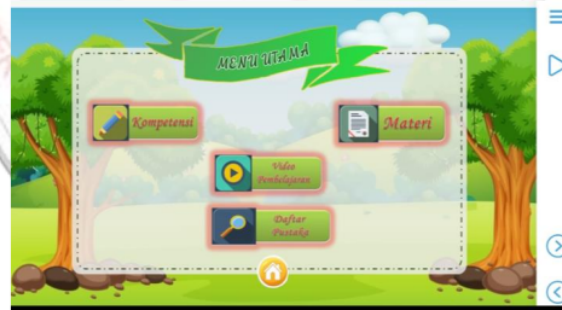 MENU UTAMA
Kompetensi
Materi
Video
Pembelajaran
Daftar
Pustaka